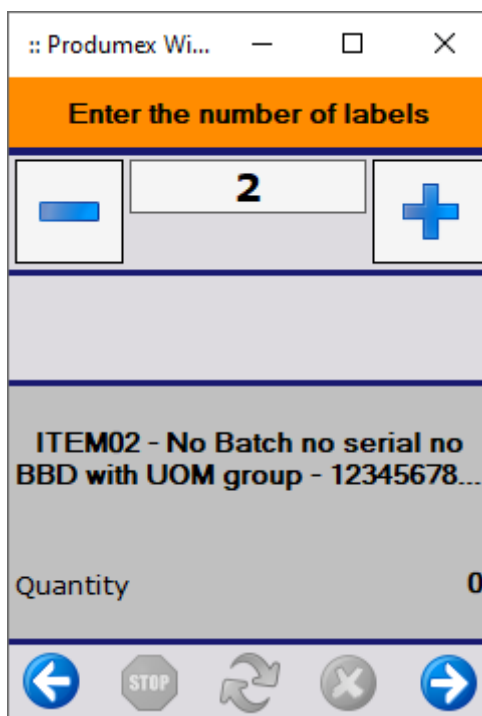 :: Produmex Wi...
Enter the number of labels
2
ITEM02 - No Batch no serial no
BBD with UOM group - 12345678...
Quantity 0
STOP